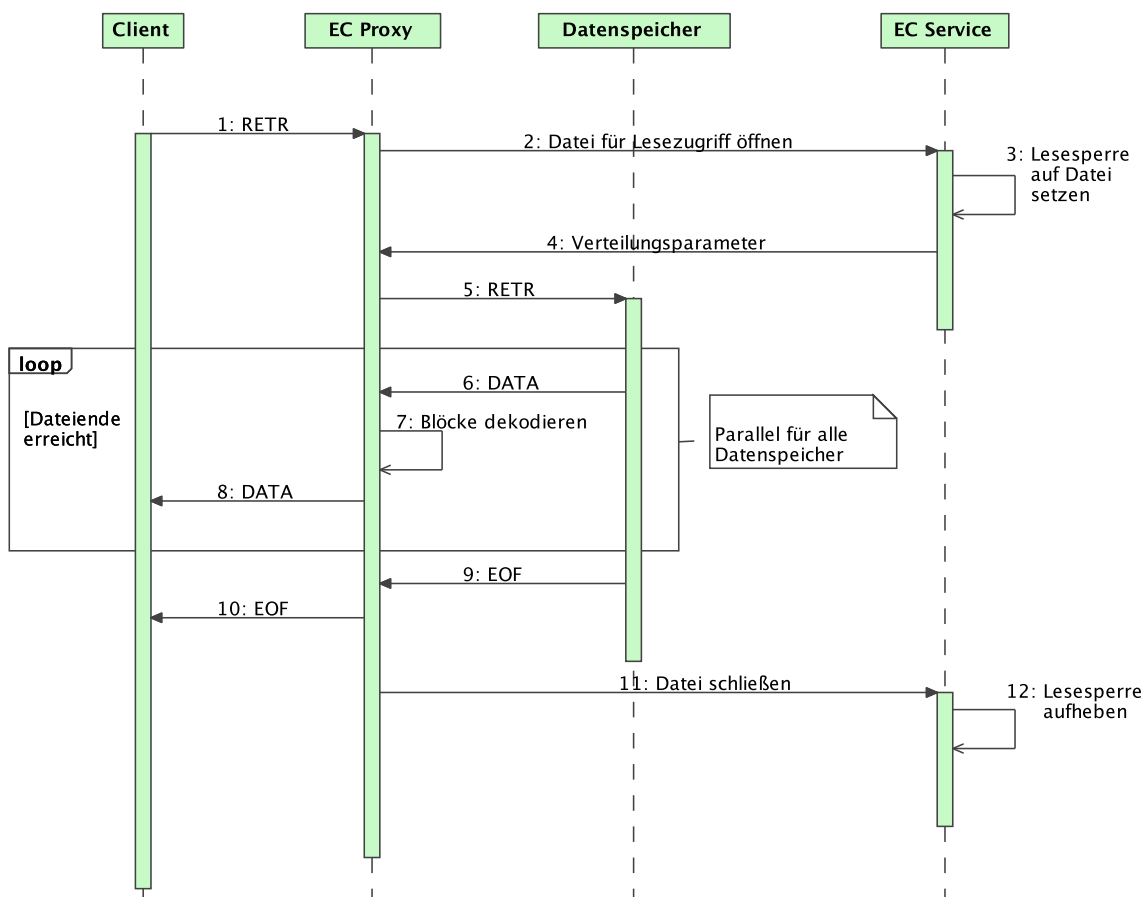 Client
EC Proxy
Datenspeicher
EC Service
1: RETR
2: Datei für Lesezugriff öffnen
3: Lesesperre
auf Datei
setzen
4: Verteilungsparameter
5: RETR
loop
6: DATA
[Dateiende
erreicht]
7: Blöcke dekodieren
Parallel für alle
Datenspeicher
8: DATA
9: EOF
10: EOF
11: Datei schließen
12: Lesesperre
aufheben